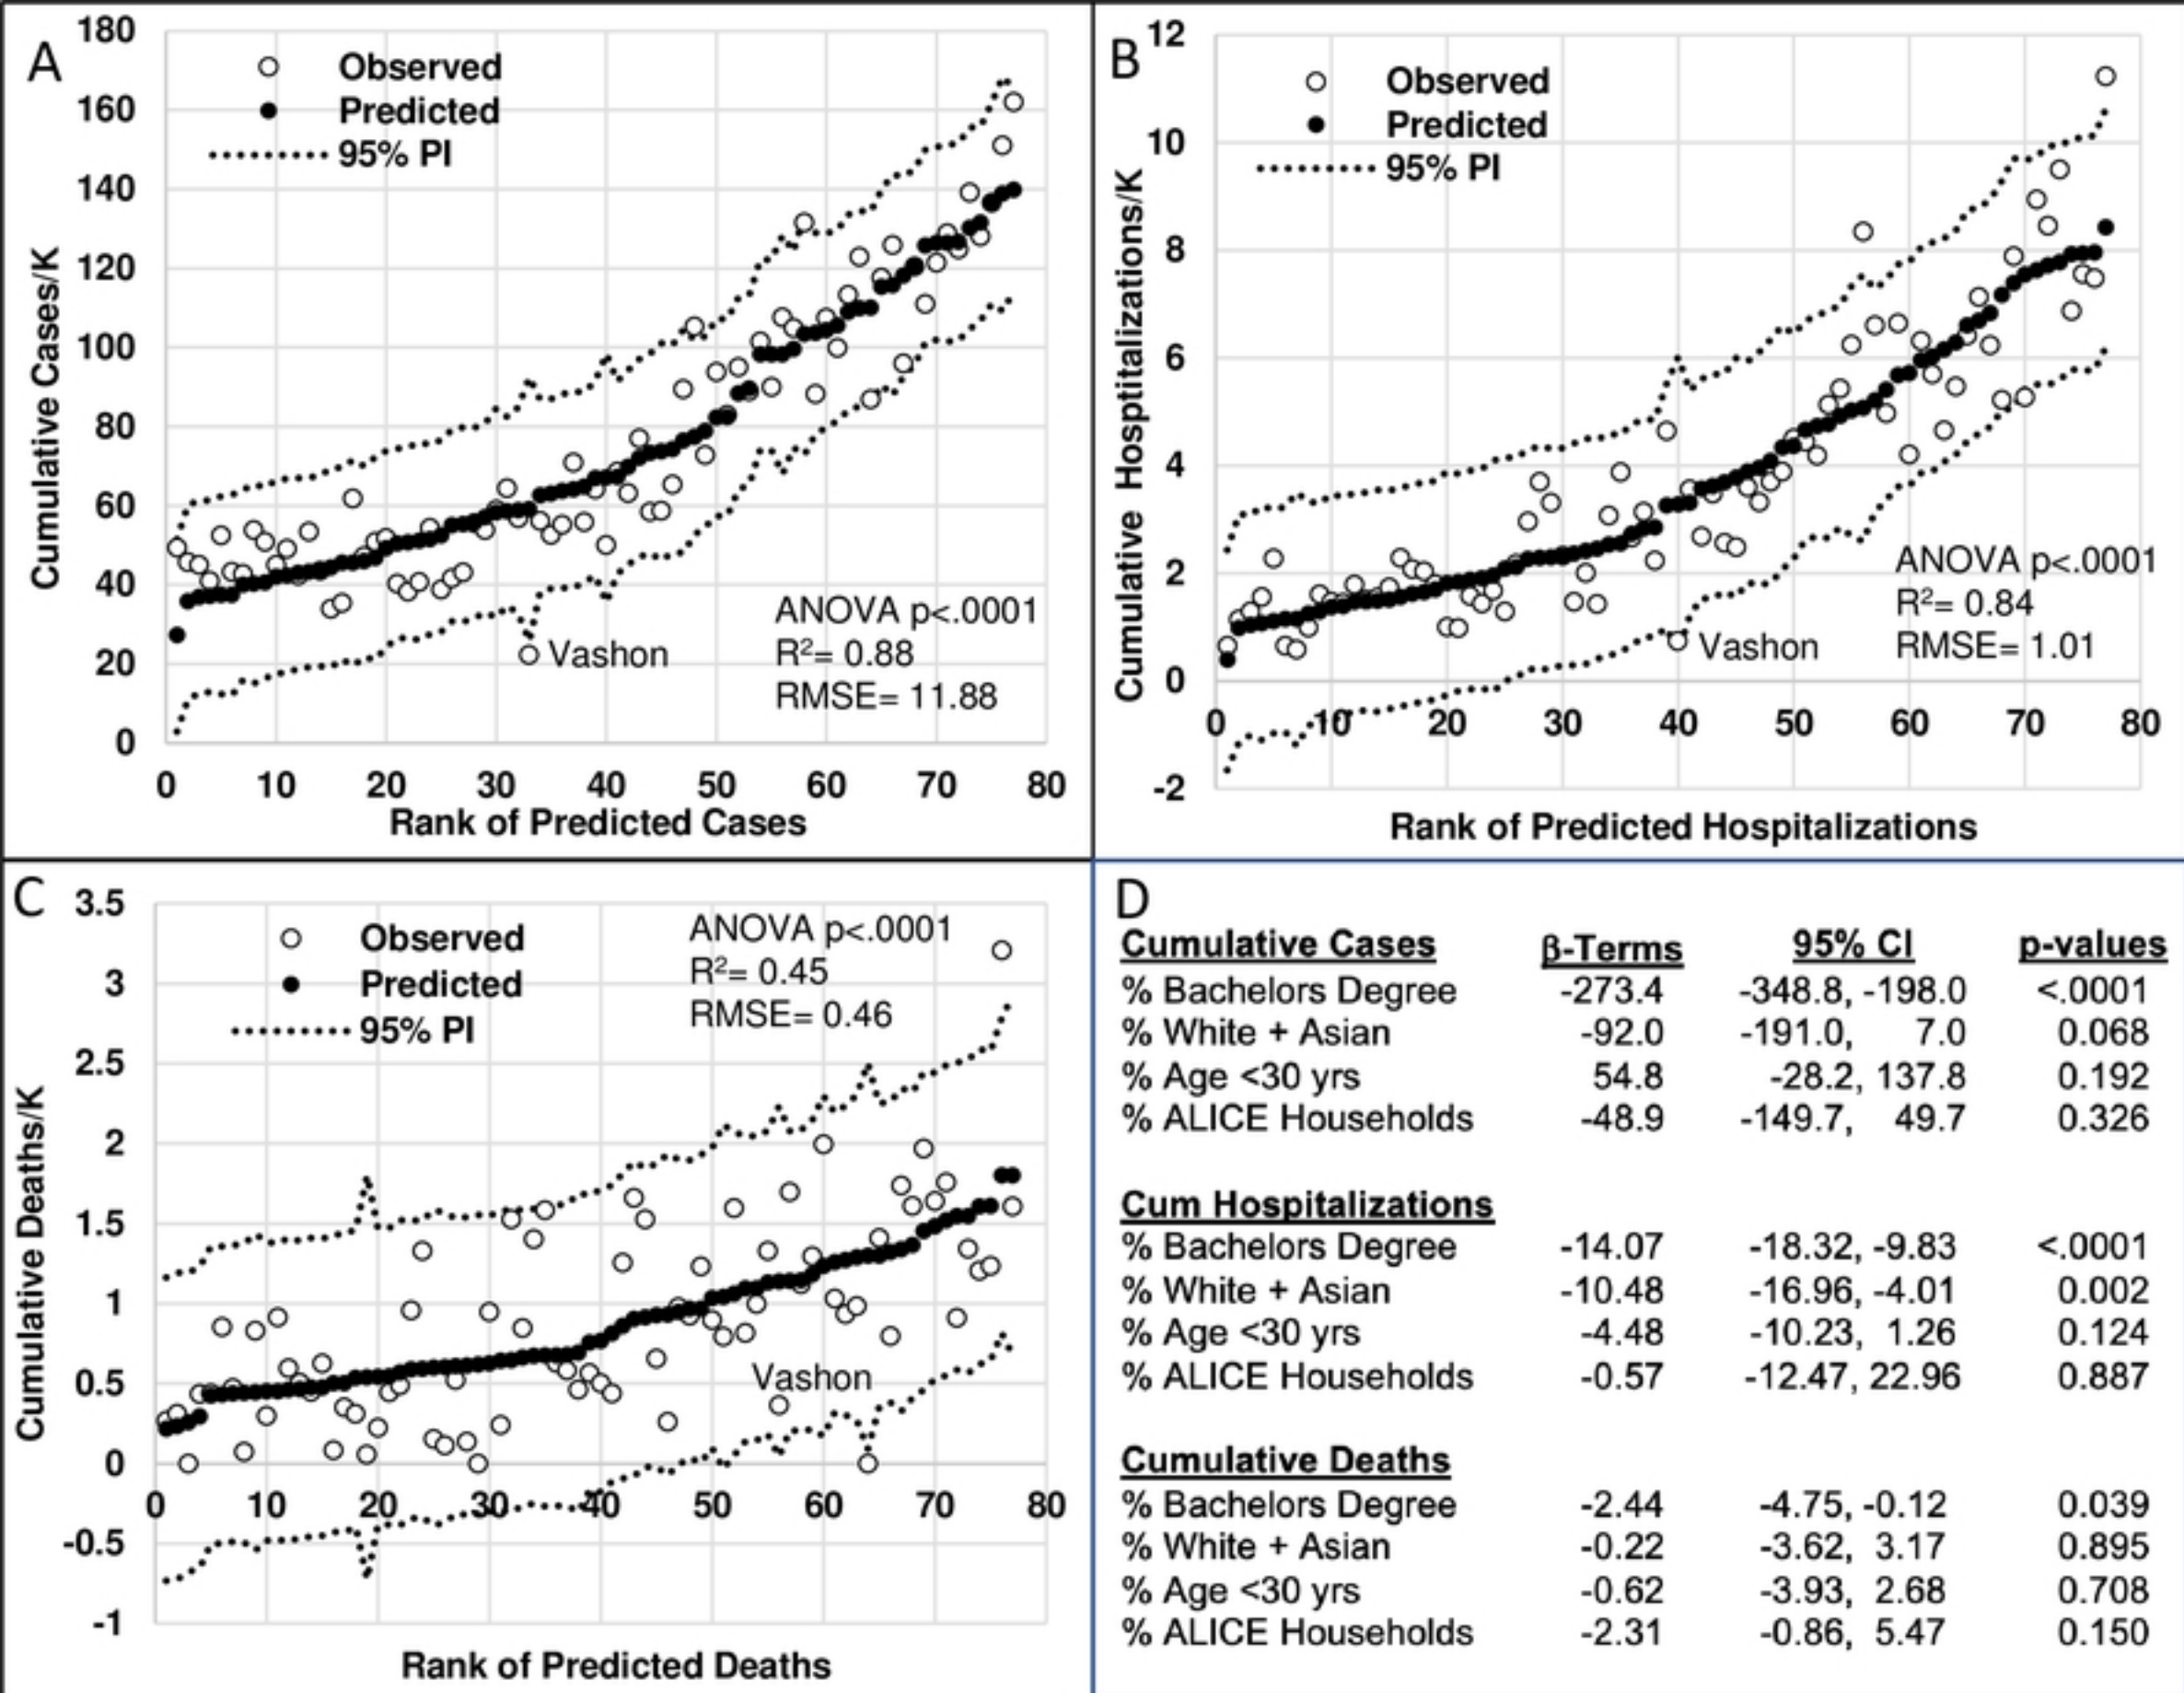 A
180
160
140
120
100
80
60
40
20
0
Cumulative Cases/K
Observed
Predicted
95% PI
Vashon
ANOVA p<.0001
R²= 0.88
RMSE= 11.88
0 10 20 30 40 50 60 70 80
Rank of Predicted Cases
B
12
10
8
6
4
2
0
-2
Cumulative Hosptitalizations/K
Observed
Predicted
95% PI
ANOVA p<.0001
R²= 0.84
RMSE= 1.01
Vashon
0 10 20 30 40 50 60 70 80
Rank of Predicted Hospitalizations
C
3.5
3
2.5
2
1.5
1
0.5
0
-0.5
-1
Cumulative Deaths/K
Observed
Predicted
95% PI
ANOVA p<.0001
R²= 0.45
RMSE= 0.46
Vashon
0 10 20 30 40 50 60 70 80
Rank of Predicted Deaths
D
Cumulative Cases β-Terms 95% CI p-values
% Bachelors Degree -273.4 -348.8, -198.0 <.0001
% White + Asian -92.0 -191.0, 7.0 0.068
% Age <30 yrs 54.8 -28.2, 137.8 0.192
% ALICE Households -48.9 -149.7, 49.7 0.326
Cum Hospitalizations
% Bachelors Degree -14.07 -18.32, -9.83 <.0001
% White + Asian -10.48 -16.96, -4.01 0.002
% Age <30 yrs -4.48 -10.23, 1.26 0.124
% ALICE Households -0.57 -12.47, 22.96 0.887
Cumulative Deaths
% Bachelors Degree -2.44 -4.75, -0.12 0.039
% White + Asian -0.22 -3.62, 3.17 0.895
% Age <30 yrs -0.62 -3.93, 2.68 0.708
% ALICE Households -2.31 -0.86, 5.47 0.150